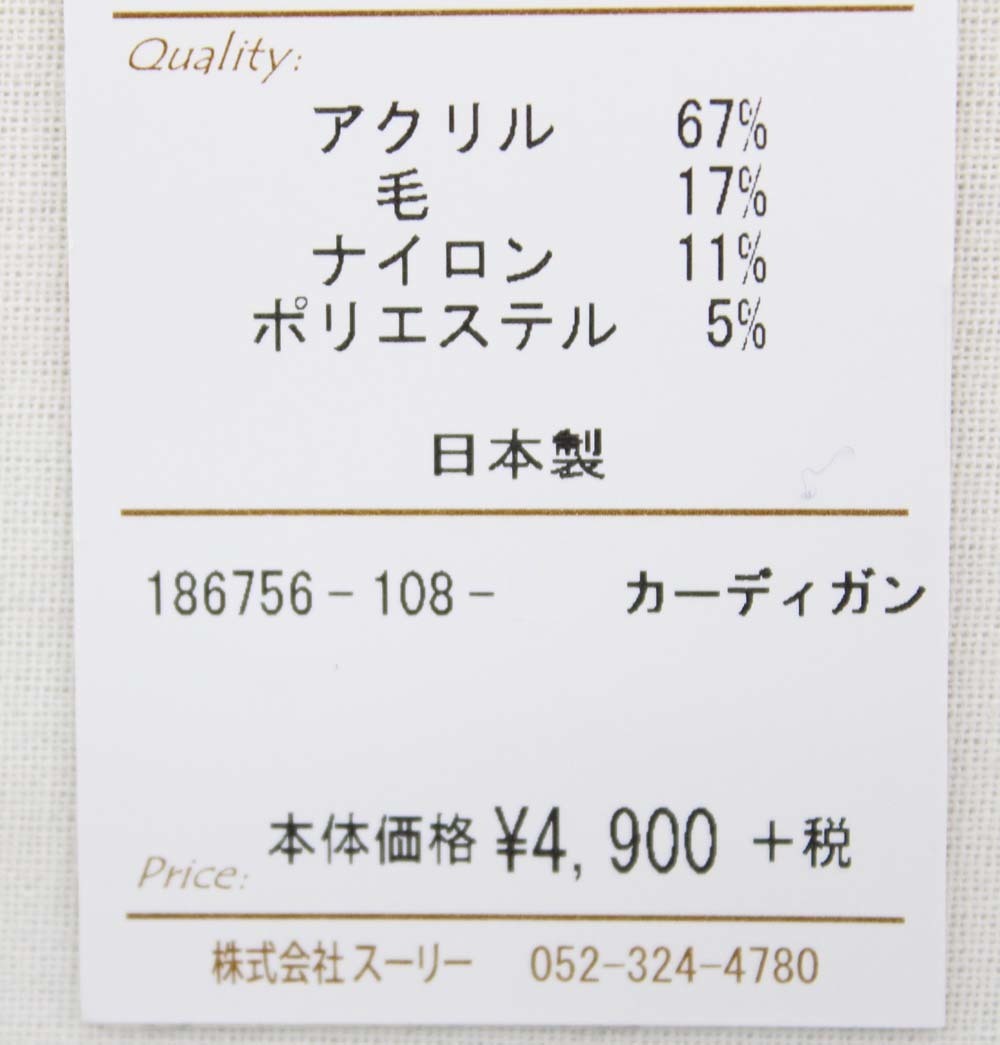 Quality:
アクリル 67%
毛 17%
ナイロン 11%
ポリエステル 5%
日本製
186756-108- カーディガン
Price: 本体価格 ¥4,900 +税
株式会社スーリー 052-324-4780